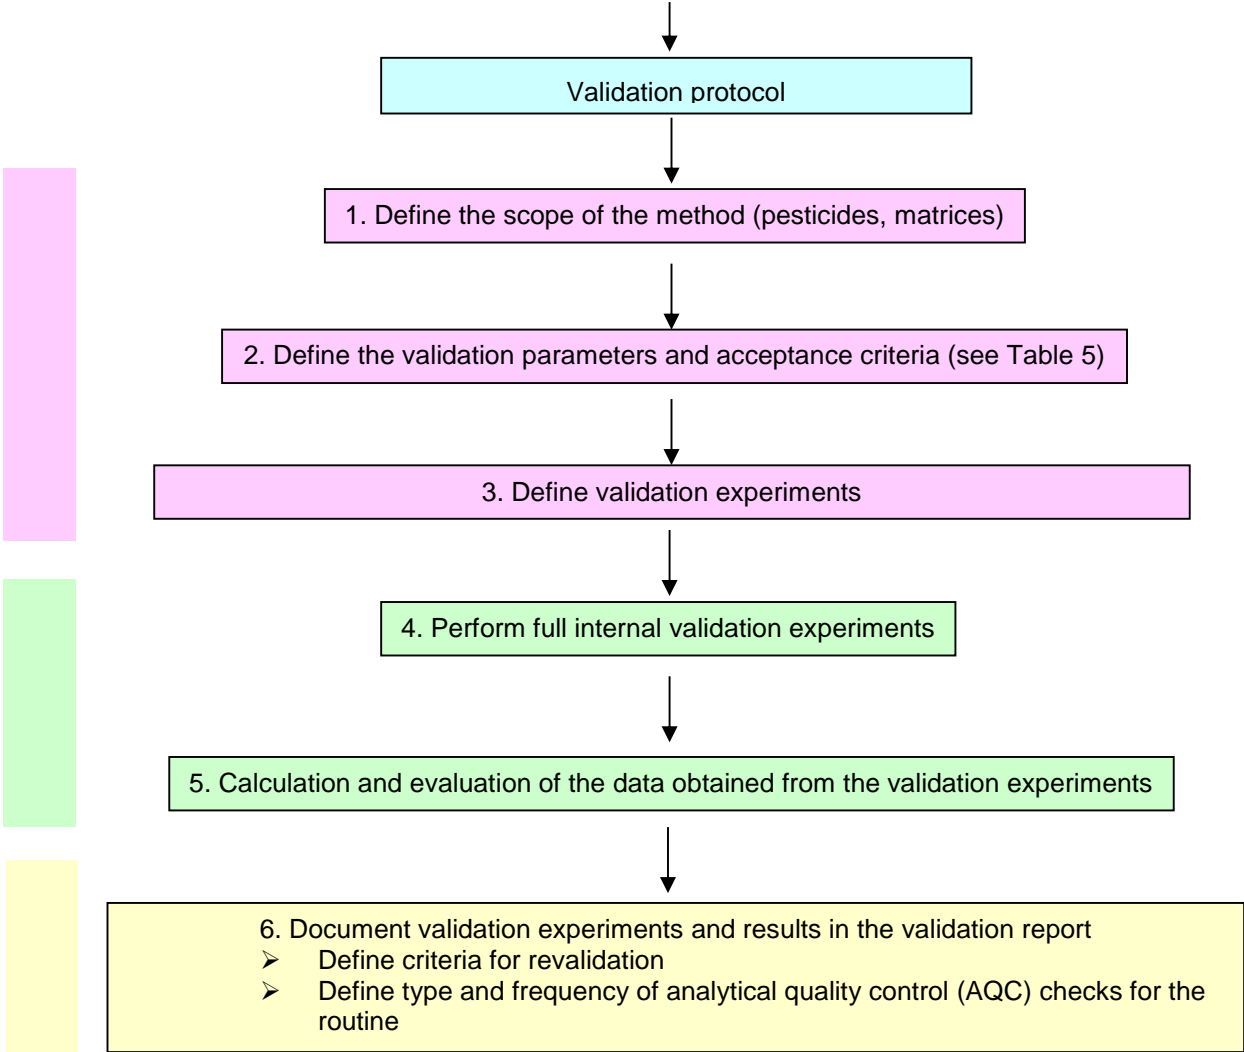 Validation protocol
1. Define the scope of the method (pesticides, matrices)
2. Define the validation parameters and acceptance criteria (see Table 5)
3. Define validation experiments
4. Perform full internal validation experiments
5. Calculation and evaluation of the data obtained from the validation experiments
6. Document validation experiments and results in the validation report
➢ Define criteria for revalidation
➢ Define type and frequency of analytical quality control (AQC) checks for the
routine